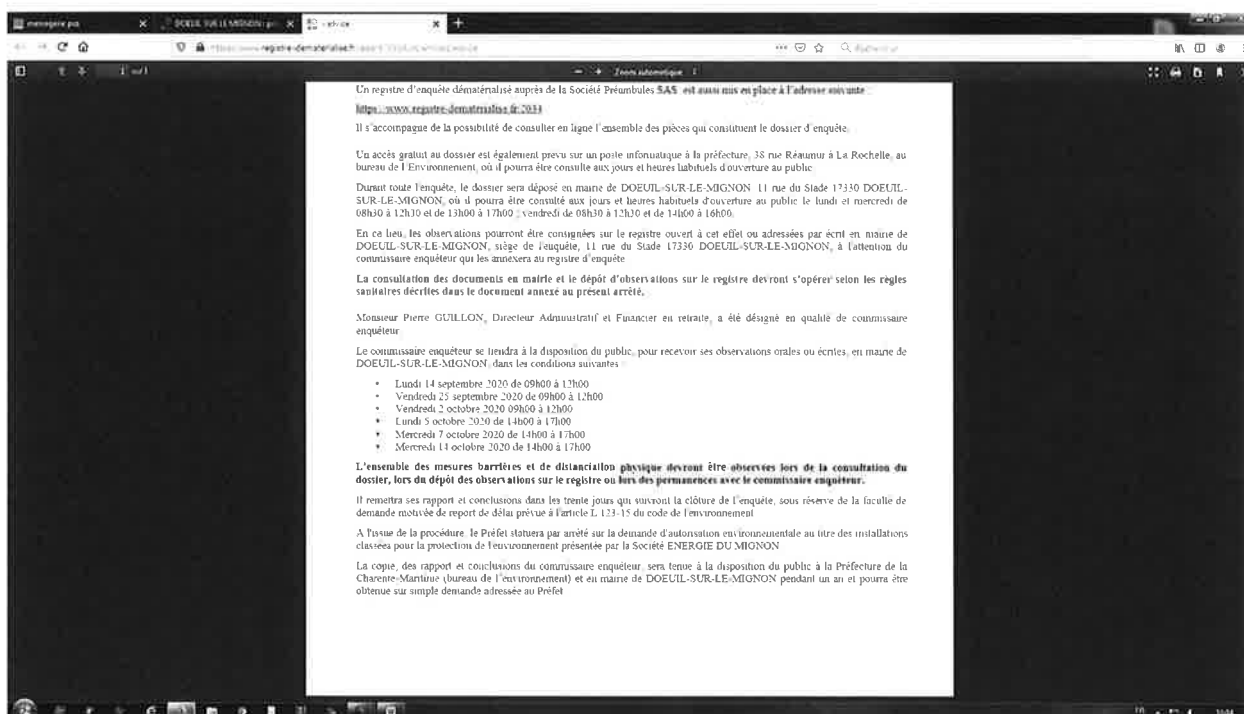 DOEUIL SUR LE MIGNON
registre-dematerialise.fr
1 sur 1
Zoom automatique
Un registre d'enquête dématérialisé auprès de la Société Préambules SAS est aussi mis en place à l'adresse suivante :
https://www.registre-dematerialise.fr/2034
Il s'accompagne de la possibilité de consulter en ligne l'ensemble des pièces qui constituent le dossier d'enquête.
Un accès gratuit au dossier est également prévu sur un poste informatique à la préfecture, 38 rue Réaumur à La Rochelle, au
bureau de l'Environnement, où il pourra être consulté aux jours et heures habituels d'ouverture au public
Durant toute l'enquête, le dossier sera déposé en mairie de DOEUIL-SUR-LE-MIGNON 11 rue du Stade 17330 DOEUIL-
SUR-LE-MIGNON, où il pourra être consulté aux jours et heures habituels d'ouverture au public le lundi et mercredi de
08h30 à 12h30 et de 13h00 à 17h00 ; vendredi de 08h30 à 12h30 et de 14h00 à 16h00.
En ce lieu, les observations pourront être consignées sur le registre ouvert à cet effet ou adressées par écrit en mairie de
DOEUIL-SUR-LE-MIGNON, siège de l'enquête, 11 rue du Stade 17330 DOEUIL-SUR-LE-MIGNON, à l'attention du
commissaire enquêteur qui les annexera au registre d'enquête
La consultation des documents en mairie et le dépôt d'observations sur le registre devront s'opérer selon les règles
sanitaires décrites dans le document annexé au présent arrêté.
Monsieur Pierre GUILLON, Directeur Administratif et Financier en retraite, a été désigné en qualité de commissaire
enquêteur
Le commissaire enquêteur se tiendra à la disposition du public, pour recevoir ses observations orales ou écrites, en mairie de
DOEUIL-SUR-LE-MIGNON, dans les conditions suivantes :
• Lundi 14 septembre 2020 de 09h00 à 12h00
• Vendredi 25 septembre 2020 de 09h00 à 12h00
• Vendredi 2 octobre 2020 09h00 à 12h00
• Lundi 5 octobre 2020 de 14h00 à 17h00
• Mercredi 7 octobre 2020 de 14h00 à 17h00
• Mercredi 14 octobre 2020 de 14h00 à 17h00
L'ensemble des mesures barrières et de distanciation physique devront être observées lors de la consultation du
dossier, lors du dépôt des observations sur le registre ou lors des permanences avec le commissaire enquêteur.
Il remettra ses rapport et conclusions dans les trente jours qui suivront la clôture de l'enquête, sous réserve de la faculté de
demande motivée de report de délai prévue à l'article L 123-15 du code de l'environnement
A l'issue de la procédure, le Préfet statuera par arrêté sur la demande d'autorisation environnementale au titre des installations
classées pour la protection de l'environnement présentée par la Société ENERGIE DU MIGNON
La copie, des rapport et conclusions du commissaire enquêteur, sera tenue à la disposition du public à la Préfecture de la
Charente-Maritime (bureau de l'environnement) et en mairie de DOEUIL-SUR-LE-MIGNON pendant un an et pourra être
obtenue sur simple demande adressée au Préfet